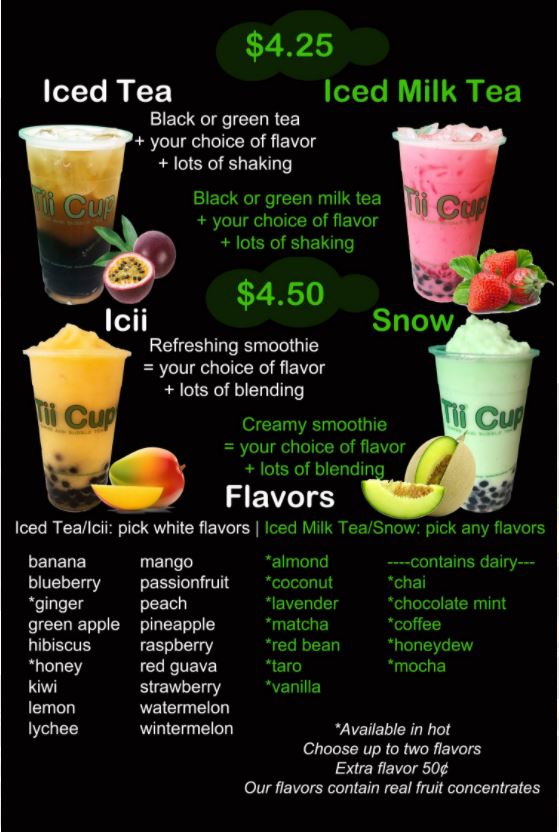 $4.25
Iced Tea
Black or green tea
+ your choice of flavor
+ lots of shaking
Iced Milk Tea
Black or green milk tea
+ your choice of flavor
+ lots of shaking
Tii Cup
Tii Cup
$4.50
Icii
Refreshing smoothie
= your choice of flavor
+ lots of blending
Snow
Creamy smoothie
= your choice of flavor
+ lots of blending
Tii Cup
Tii Cup
Flavors
Iced Tea/Icii: pick white flavors | Iced Milk Tea/Snow: pick any flavors
banana
blueberry
*ginger
green apple
hibiscus
*honey
kiwi
lemon
lychee
mango
passionfruit
peach
pineapple
raspberry
red guava
strawberry
watermelon
wintermelon
*almond
*coconut
*lavender
*matcha
*red bean
*taro
*vanilla
----contains dairy---
*chai
*chocolate mint
*coffee
*honeydew
*mocha
*Available in hot
Choose up to two flavors
Extra flavor 50¢
Our flavors contain real fruit concentrates